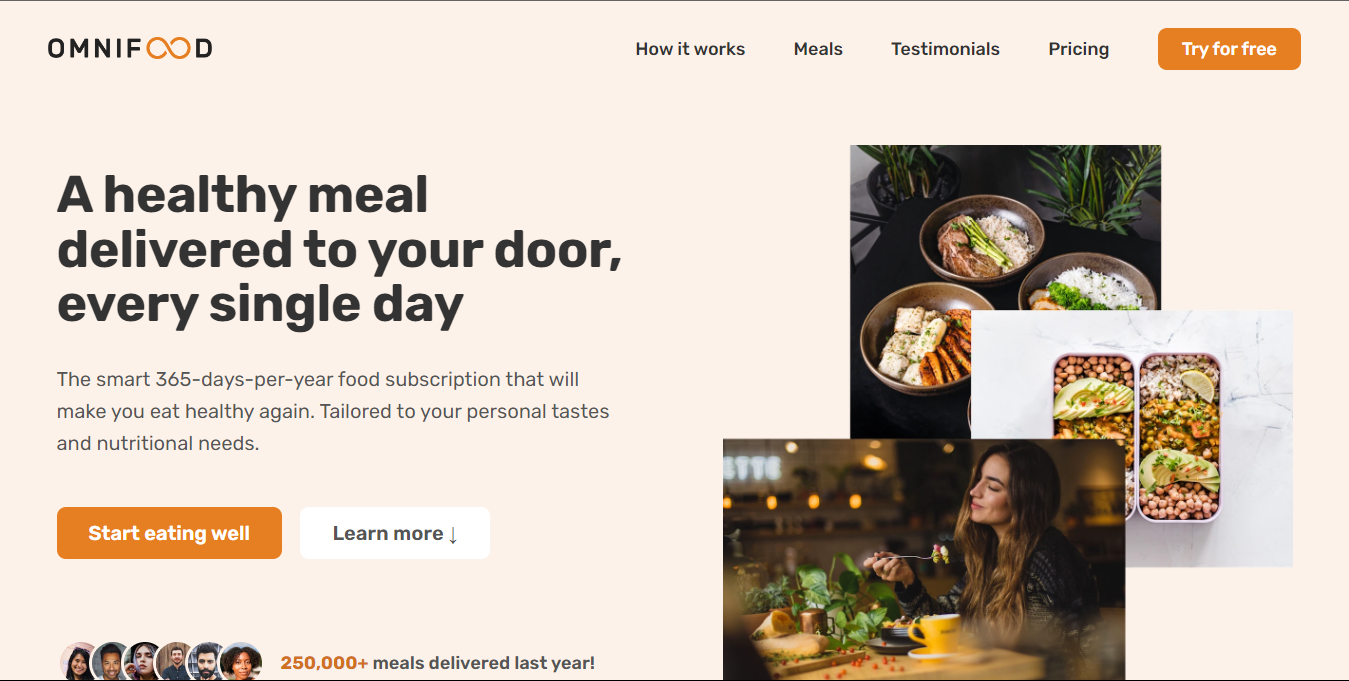 OMNIFOOD
How it works
Meals
Testimonials
Pricing
Try for free
A healthy meal
delivered to your door,
every single day
The smart 365-days-per-year food subscription that will
make you eat healthy again. Tailored to your personal tastes
and nutritional needs.
Start eating well
Learn more ↓
250,000+ meals delivered last year!